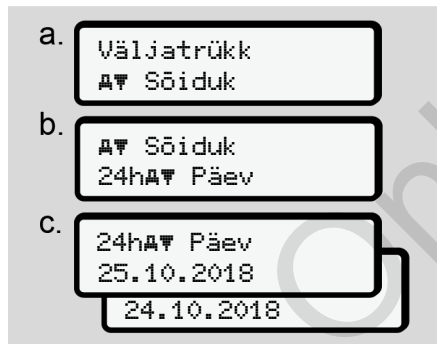 a.
Väljatrükk
Sõiduk
b.
Sõiduk
24h Päev
c.
24h Päev
25.10.2018
24.10.2018